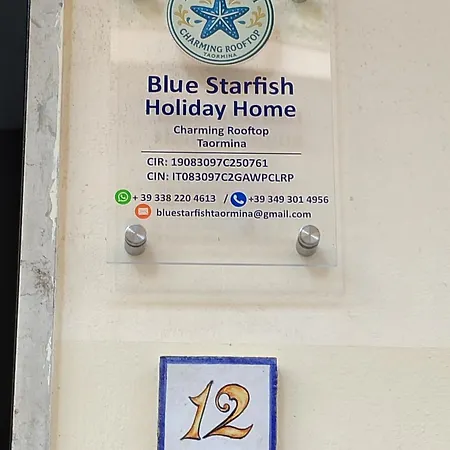 CHARMING ROOFTOP
TAORMINA
Blue Starfish
Holiday Home
Charming Rooftop
Taormina
CIR: 19083097C250761
CIN: IT083097C2GAWPCLRP
+ 39 338 220 4613 / +39 349 301 4956
bluestarfishtaormina@gmail.com
12